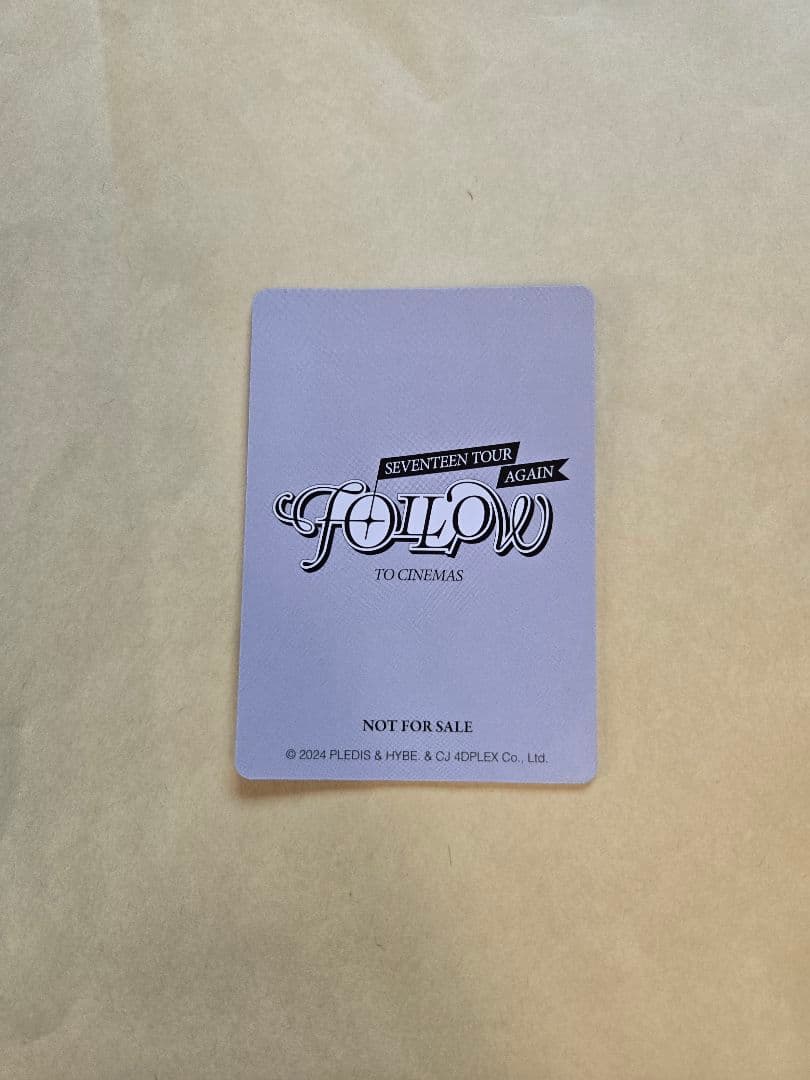 SEVENTEEN TOUR
AGAIN
FOLLOW
TO CINEMAS
NOT FOR SALE
© 2024 PLEDIS & HYBE. & CJ 4DPLEX Co., Ltd.